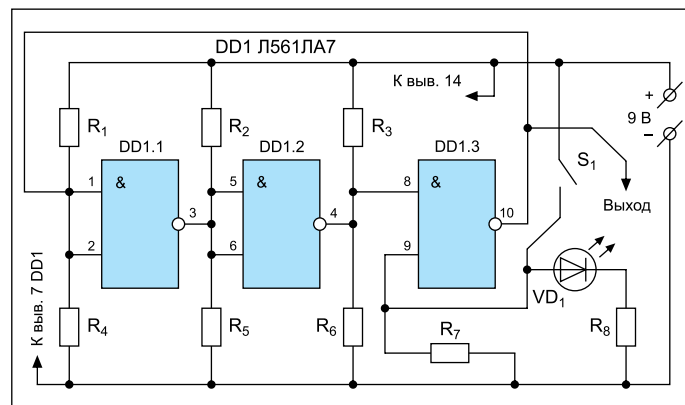 DD1 Л561ЛА7
К выв. 14
+
9 В
–
R1
R2
R3
DD1.1
DD1.2
DD1.3
S1
&
&
&
1
2
3
5
6
4
8
9
10
Выход
К выв. 7 DD1
R4
R5
R6
R7
VD1
R8